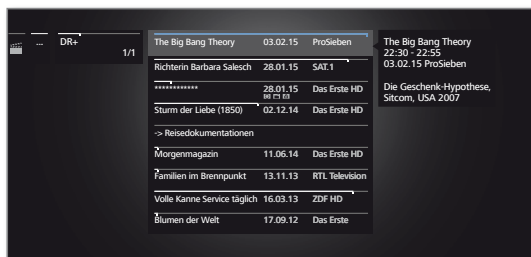 ... DR+
1/1
The Big Bang Theory 03.02.15 ProSieben
Richterin Barbara Salesch 28.01.15 SAT.1
************ 28.01.15 Das Erste HD
Sturm der Liebe (1850) 02.12.14 Das Erste HD
-> Reisedokumentationen
Morgenmagazin 11.06.14 Das Erste HD
Familien im Brennpunkt 13.11.13 RTL Television
Volle Kanne Service täglich 16.03.13 ZDF HD
Blumen der Welt 17.09.12 Das Erste
The Big Bang Theory
22:30 - 22:55
03.02.15 ProSieben
Die Geschenk-Hypothese,
Sitcom, USA 2007